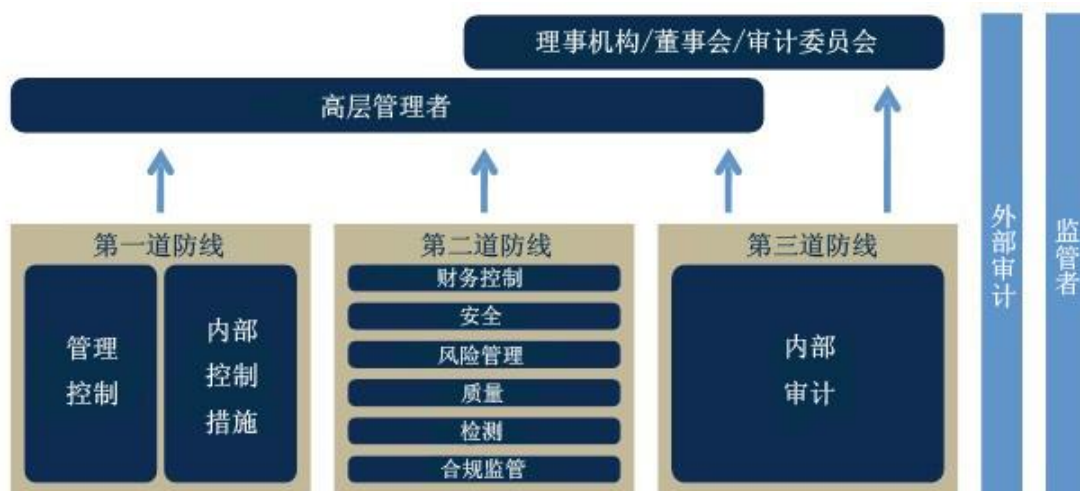 理事机构/董事会/审计委员会
高层管理者
第一道防线
管理
控制
内部
控制
措施
第二道防线
财务控制
安全
风险管理
质量
检测
合规监管
第三道防线
内部
审计
外部审计
监管者